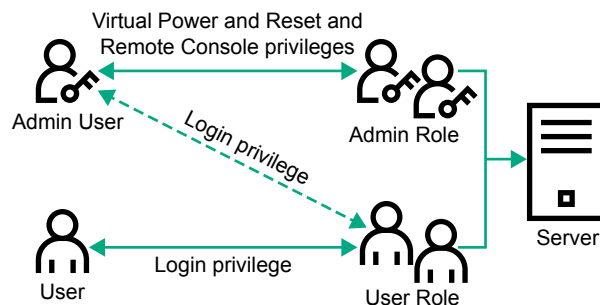 Virtual Power and Reset and
Remote Console privileges
Admin User
Admin Role
Login privilege
Server
Login privilege
User
User Role